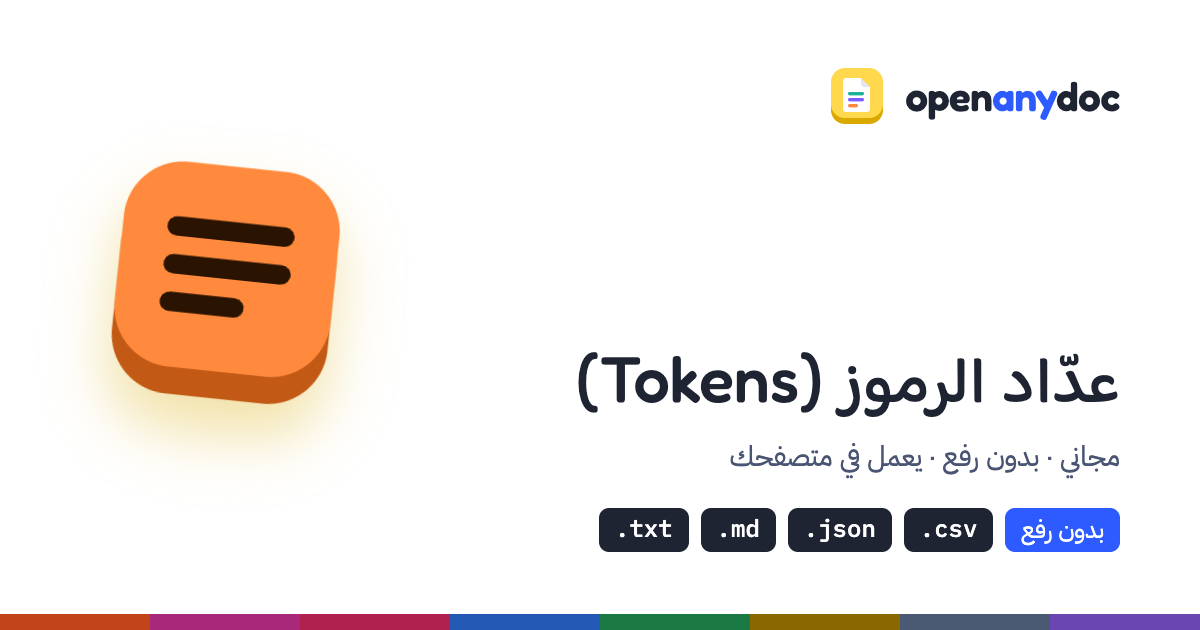 openanydoc
عدّاد الرموز (Tokens)
مجاني · بدون رفع · يعمل في متصفحك
بدون رفع .csv .json .md .txt